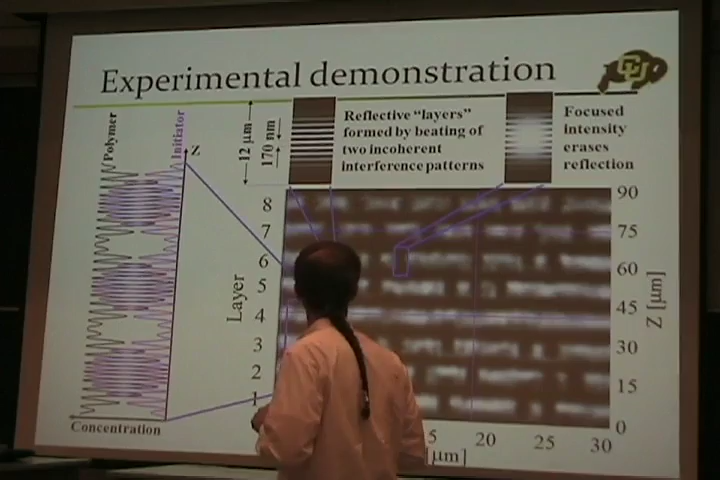 Experimental demonstration
CU
Polymer
Initiator
Z
12 μm
170 nm
Reflective “layers”
formed by beating of
two incoherent
interference patterns
Focused
intensity
erases
reflection
Concentration
Layer
8
7
6
5
4
3
2
1
90
75
60
45
30
15
0
Z [μm]
5
20
25
30
[μm]